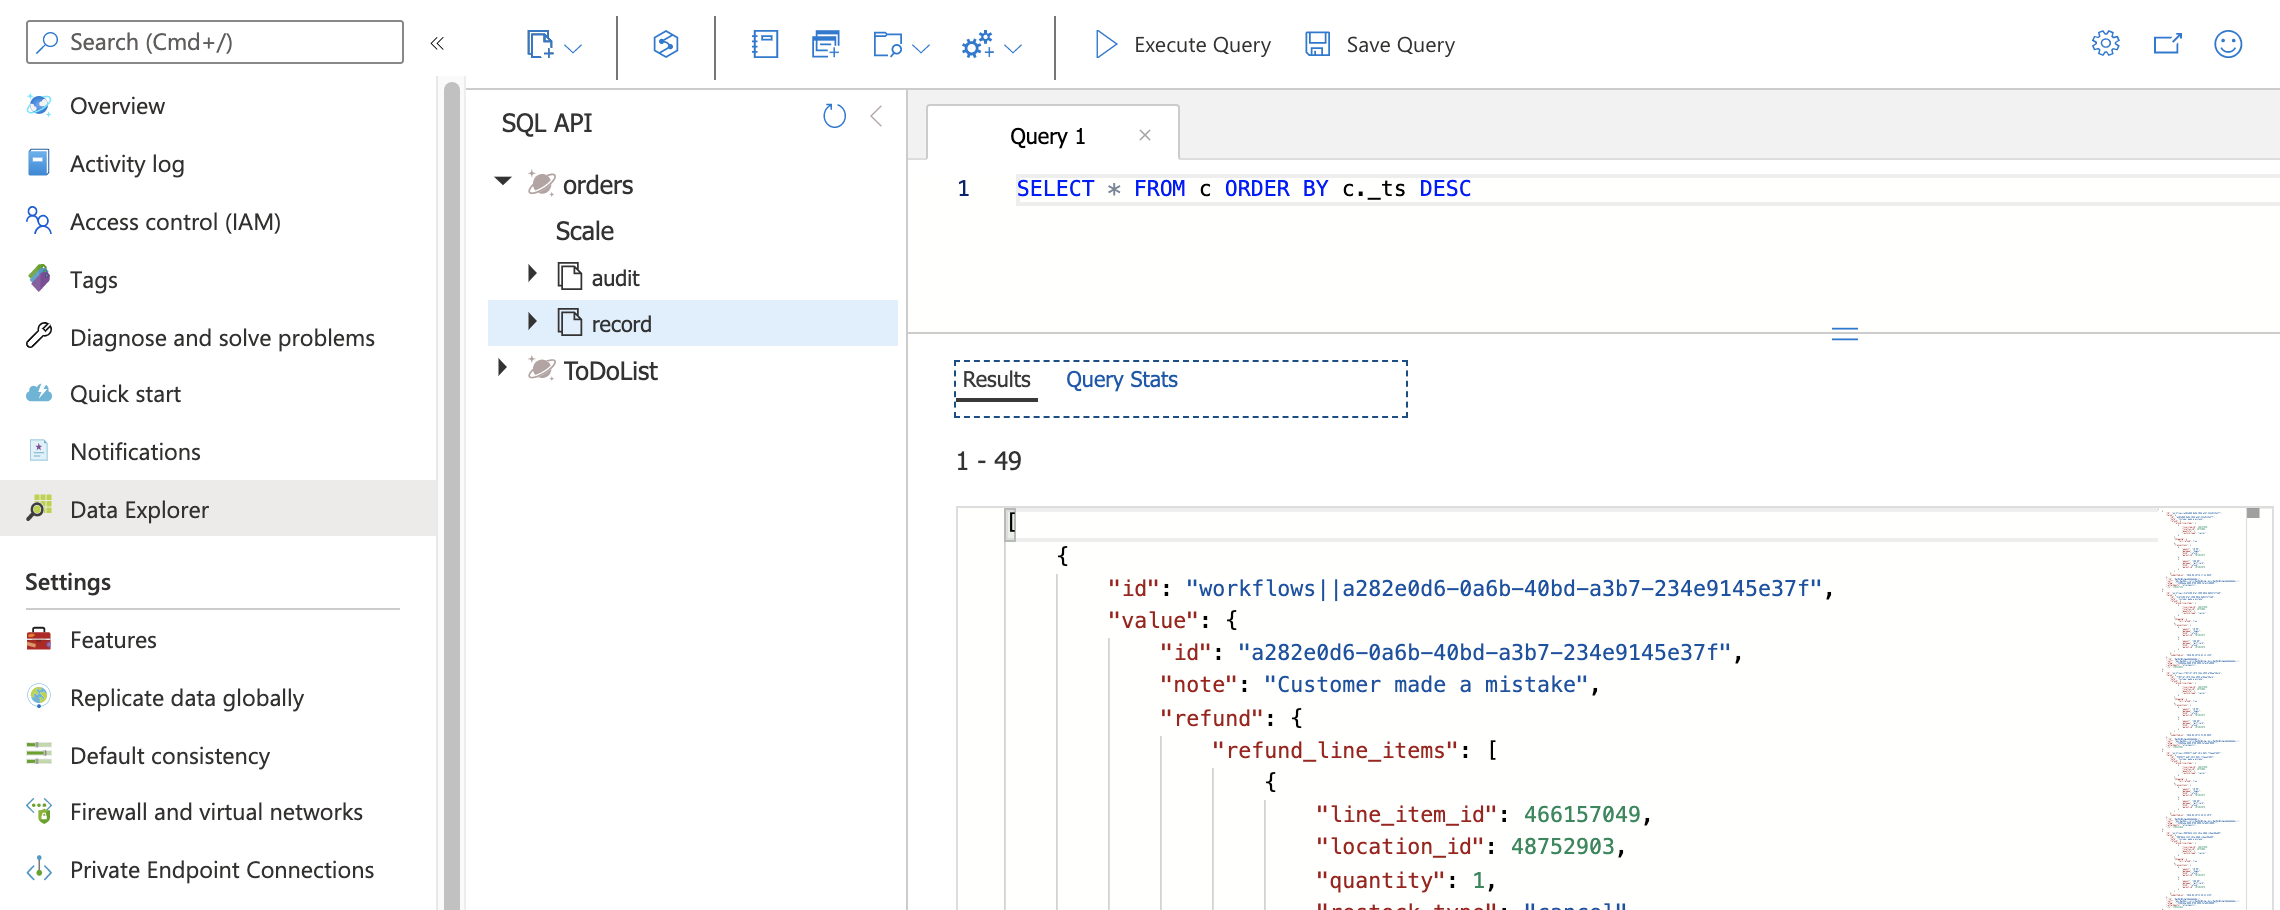 Search (Cmd+/)
«
Execute Query
Save Query
Overview
Activity log
Access control (IAM)
Tags
Diagnose and solve problems
Quick start
Notifications
Data Explorer
Settings
Features
Replicate data globally
Default consistency
Firewall and virtual networks
Private Endpoint Connections
SQL API
orders
Scale
audit
record
ToDoList
Query 1
1 SELECT * FROM c ORDER BY c._ts DESC
Results Query Stats
1 - 49
[
{
"id": "workflows||a282e0d6-0a6b-40bd-a3b7-234e9145e37f",
"value": {
"id": "a282e0d6-0a6b-40bd-a3b7-234e9145e37f",
"note": "Customer made a mistake",
"refund": {
"refund_line_items": [
{
"line_item_id": 466157049,
"location_id": 48752903,
"quantity": 1,
"restock_type": "cancel"